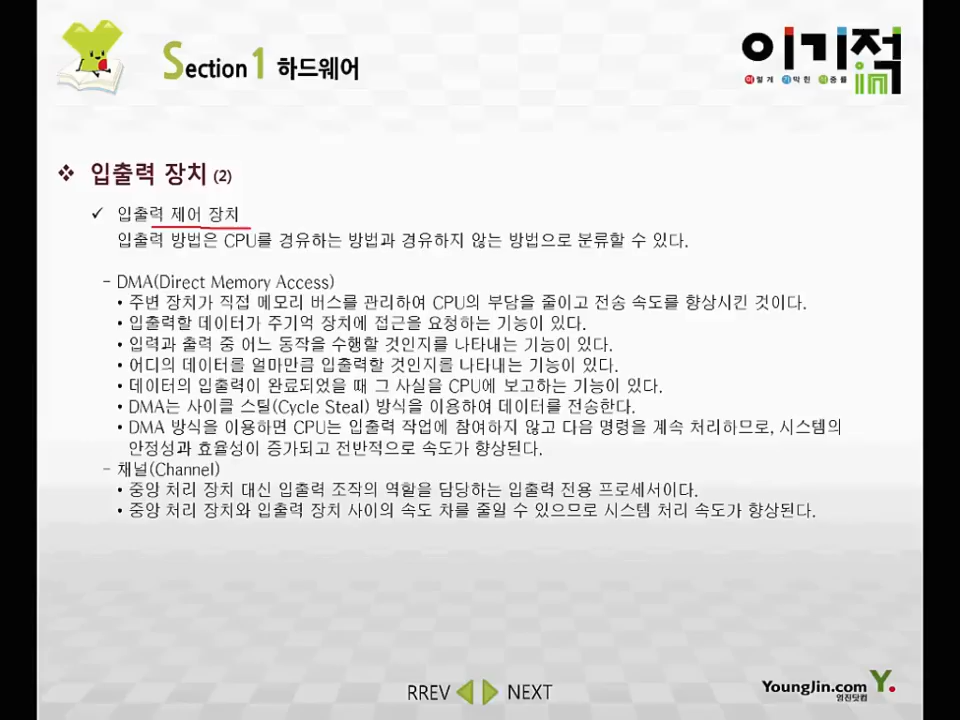 Section 1 하드웨어
이기적in
이렇게 기막힌 적중률
❖ 입출력 장치 (2)
✓ 입출력 제어 장치
입출력 방법은 CPU를 경유하는 방법과 경유하지 않는 방법으로 분류할 수 있다.
– DMA(Direct Memory Access)
• 주변 장치가 직접 메모리 버스를 관리하여 CPU의 부담을 줄이고 전송 속도를 향상시킨 것이다.
• 입출력할 데이터가 주기억 장치에 접근을 요청하는 기능이 있다.
• 입력과 출력 중 어느 동작을 수행할 것인지를 나타내는 기능이 있다.
• 어디의 데이터를 얼마만큼 입출력할 것인지를 나타내는 기능이 있다.
• 데이터의 입출력이 완료되었을 때 그 사실을 CPU에 보고하는 기능이 있다.
• DMA는 사이클 스틸(Cycle Steal) 방식을 이용하여 데이터를 전송한다.
• DMA 방식을 이용하면 CPU는 입출력 작업에 참여하지 않고 다음 명령을 계속 처리하므로, 시스템의
안정성과 효율성이 증가되고 전반적으로 속도가 향상된다.
– 채널(Channel)
• 중앙 처리 장치 대신 입출력 조작의 역할을 담당하는 입출력 전용 프로세서이다.
• 중앙 처리 장치와 입출력 장치 사이의 속도 차를 줄일 수 있으므로 시스템 처리 속도가 향상된다.
RREV NEXT
YoungJin.com Y.
영진닷컴